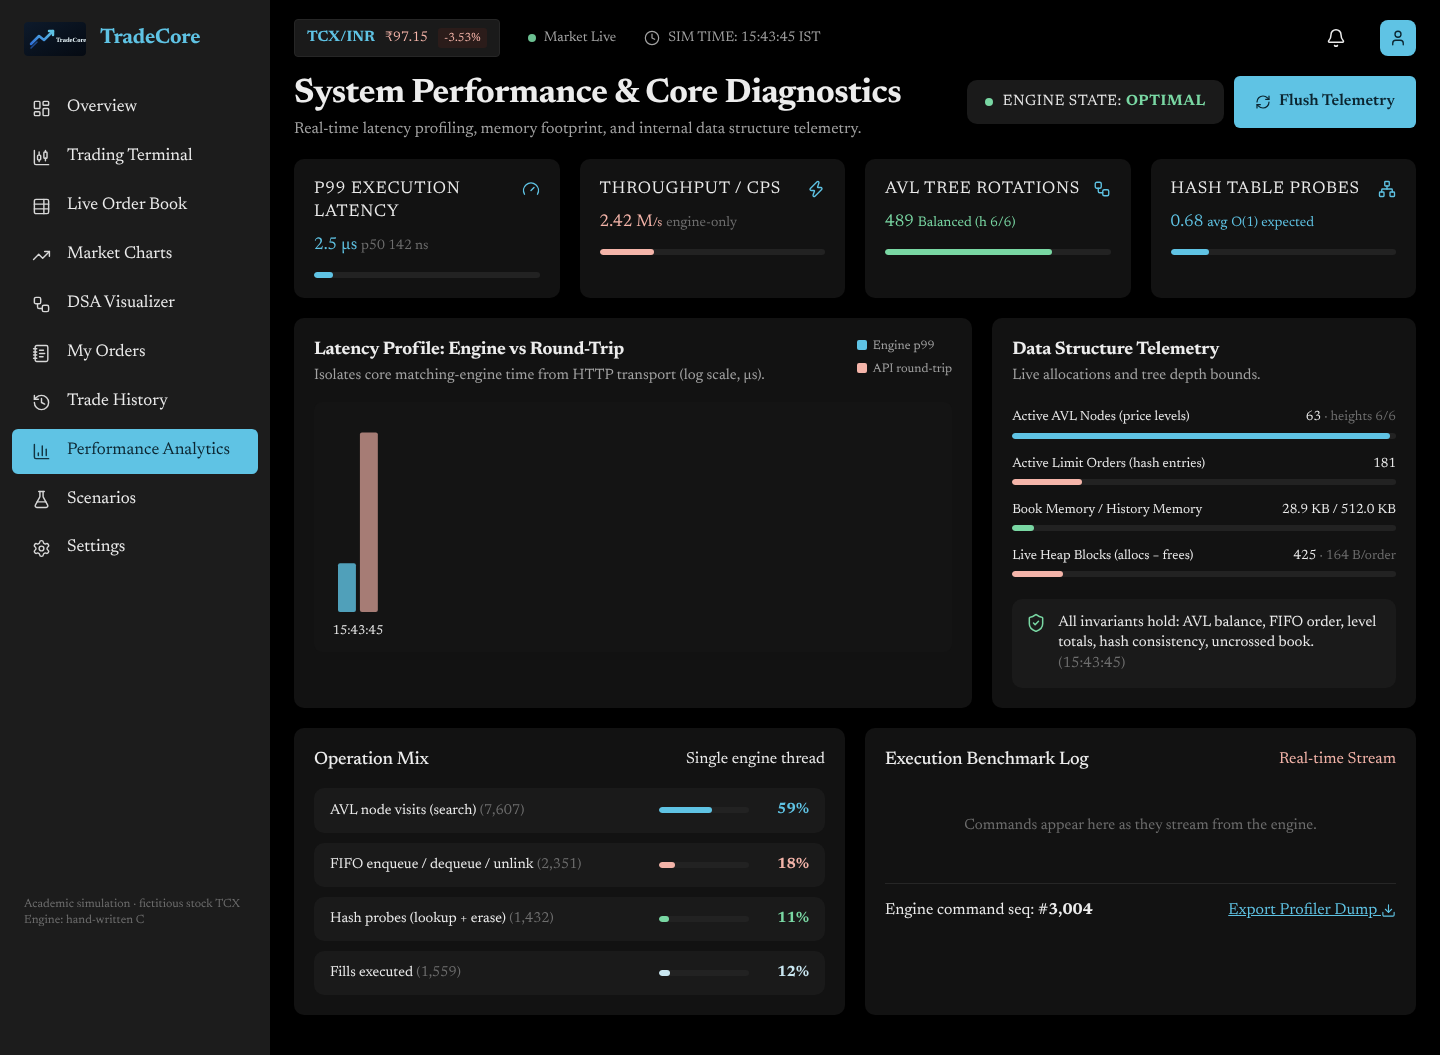 TradeCore
TradeCore
Overview
Trading Terminal
Live Order Book
Market Charts
DSA Visualizer
My Orders
Trade History
Performance Analytics
Scenarios
Settings
Academic simulation · fictitious stock TCX
Engine: hand-written C
TCX/INR ₹97.15 -3.53%
Market Live
SIM TIME: 15:43:45 IST
System Performance & Core Diagnostics
Real-time latency profiling, memory footprint, and internal data structure telemetry.
ENGINE STATE: OPTIMAL
Flush Telemetry
P99 EXECUTION
LATENCY
2.5 µs p50 142 ns
THROUGHPUT / CPS
2.42 M/s engine-only
AVL TREE ROTATIONS
489 Balanced (h 6/6)
HASH TABLE PROBES
0.68 avg O(1) expected
Latency Profile: Engine vs Round-Trip
Isolates core matching-engine time from HTTP transport (log scale, µs).
Engine p99
API round-trip
15:43:45
Data Structure Telemetry
Live allocations and tree depth bounds.
Active AVL Nodes (price levels) 63 · heights 6/6
Active Limit Orders (hash entries) 181
Book Memory / History Memory 28.9 KB / 512.0 KB
Live Heap Blocks (allocs − frees) 425 · 164 B/order
All invariants hold: AVL balance, FIFO order, level
totals, hash consistency, uncrossed book.
(15:43:45)
Operation Mix Single engine thread
AVL node visits (search) (7,607) 59%
FIFO enqueue / dequeue / unlink (2,351) 18%
Hash probes (lookup + erase) (1,432) 11%
Fills executed (1,559) 12%
Execution Benchmark Log Real-time Stream
Commands appear here as they stream from the engine.
Engine command seq: #3,004 Export Profiler Dump